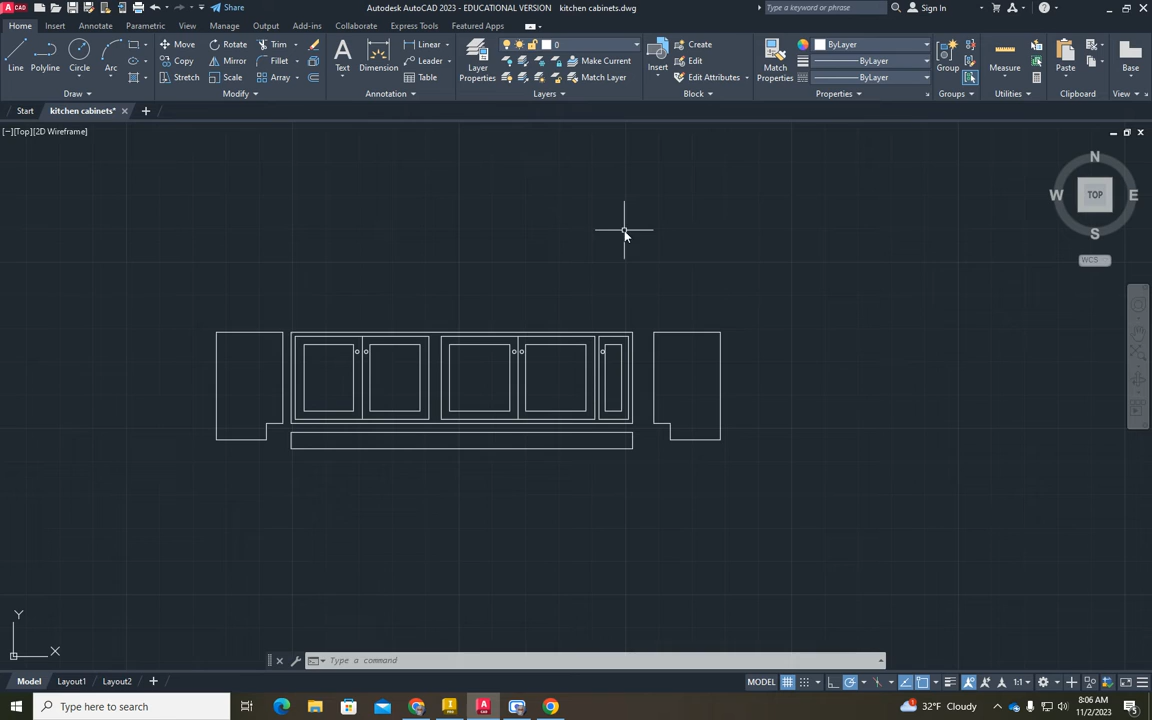 CAD
Share
Autodesk AutoCAD 2023 - EDUCATIONAL VERSION kitchen cabinets.dwg
Type a keyword or phrase
Sign In
Home Insert Annotate Parametric View Manage Output Add-ins Collaborate Express Tools Featured Apps
Line
Polyline
Circle
Arc
Move
Rotate
Trim
Copy
Mirror
Fillet
Stretch
Scale
Array
Text
Dimension
Linear
Leader
Table
Layer
Properties
0
Make Current
Match Layer
Insert
Create
Edit
Edit Attributes
Match
Properties
ByLayer
ByLayer
ByLayer
Group
Measure
Paste
Base
Draw
Modify
Annotation
Layers
Block
Properties
Groups
Utilities
Clipboard
View
Start
kitchen cabinets*
[−][Top][2D Wireframe]
N
W
TOP
E
S
WCS
Y
X
Type a command
Model
Layout1
Layout2
MODEL
1:1
Type here to search
PRO
32°F Cloudy
8:06 AM
11/2/2023
5